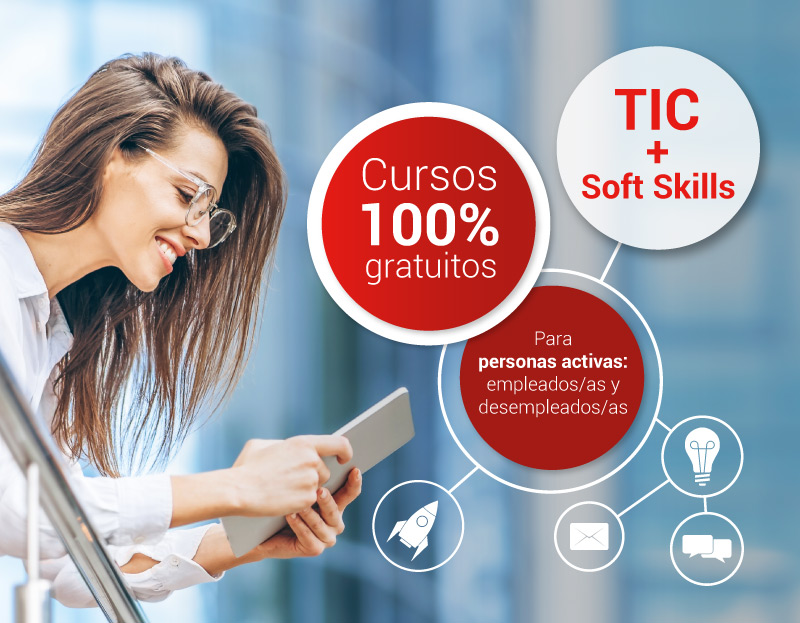 Cursos
100%
gratuitos
TIC
+
Soft Skills
Para
personas activas:
empleados/as y
desempleados/as